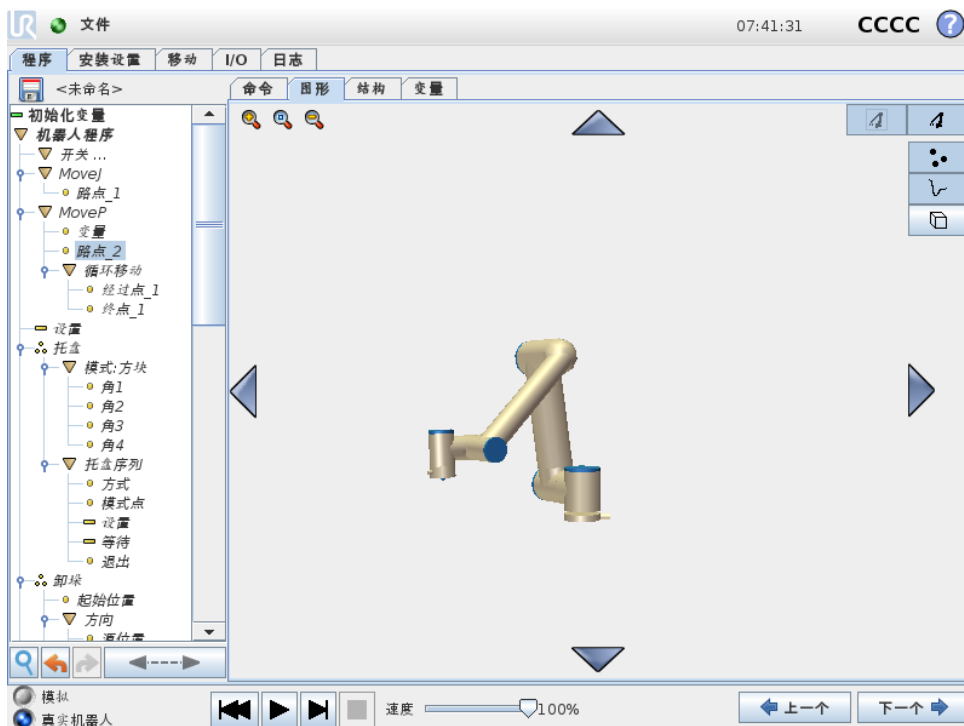 UR 文件 07:41:31 CCCC ?
程序 安装设置 移动 I/O 日志
<未命名> 命令 图形 结构 变量
初始化变量
机器人程序
开关 ...
MoveJ
路点_1
MoveP
变量
路点_2
循环移动
经过点_1
终点_1
设置
托盘
模式:方块
角1
角2
角3
角4
托盘序列
方式
模式点
设置
等待
退出
卸垛
起始位置
方向
源位置
模拟
真实机器人
速度 100% 上一个 下一个